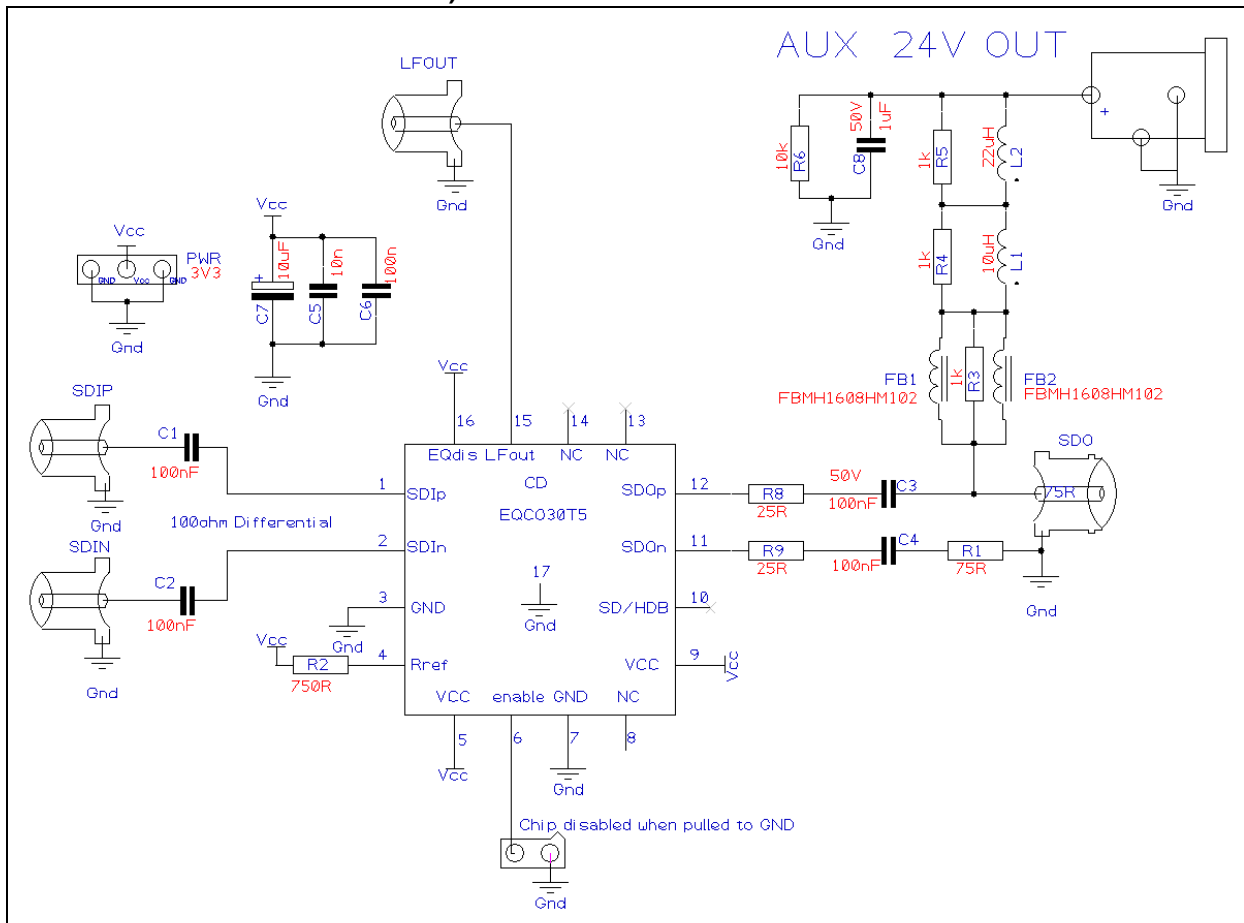 AUX 24V OUT
+
LFOUT
Gnd
10k
R6
50V
1uF
C8
1k
R5
22uH
L2
Gnd
Gnd
1k
R4
10uH
L1
Vcc
PWR
3V3
GND
Vcc
GND
Gnd
Vcc
+
10uF
C7
10n
C5
100n
C6
Gnd
FB1
FBMH1608HM102
1k
R3
FB2
FBMH1608HM102
SDIP
C1
100nF
Gnd
100ohm Differential
SDIN
C2
100nF
Gnd
Vcc
16
15
14
13
EQdis
LFout
NC
NC
CD
EQCO30T5
1
SDIp
2
SDIn
3
GND
Gnd
4
Rref
Vcc
R2
750R
17
Gnd
SDOp
12
R8
25R
50V
100nF
C3
SDO
75R
SDOn
11
R9
25R
100nF
C4
R1
75R
Gnd
SD/HDB
10
VCC
9
Vcc
VCC
enable
GND
NC
5
6
7
8
Vcc
Gnd
Chip disabled when pulled to GND
Gnd